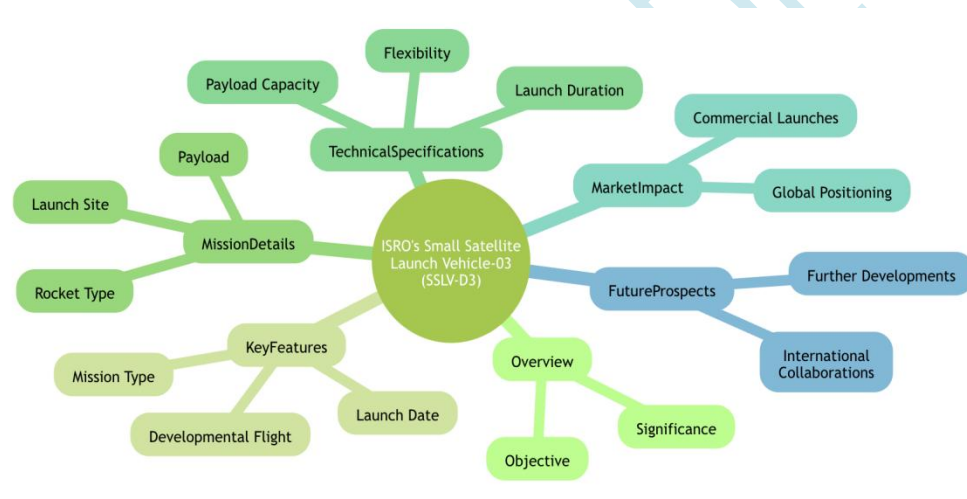 Flexibility
Payload Capacity
Launch Duration
TechnicalSpecifications
Commercial Launches
MarketImpact
Global Positioning
Payload
Launch Site
MissionDetails
Rocket Type
ISRO's Small Satellite
Launch Vehicle-03
(SSLV-D3)
Further Developments
FutureProspects
International
Collaborations
KeyFeatures
Mission Type
Launch Date
Developmental Flight
Overview
Significance
Objective